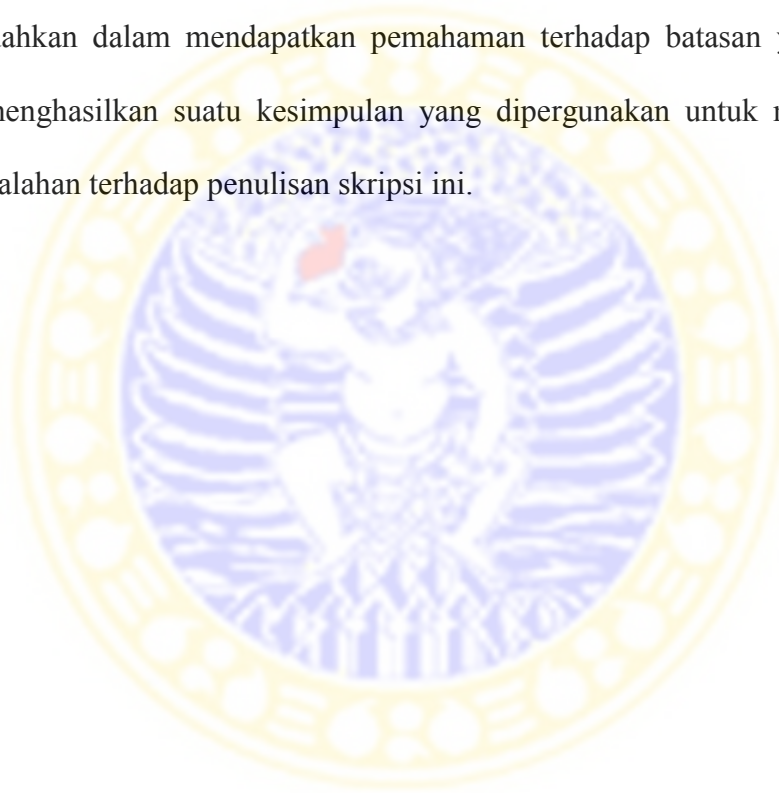 ahkan dalam mendapatkan pemahaman terhadap batasan
menghasilkan suatu kesimpulan yang dipergunakan untuk
alahan terhadap penulisan skripsi ini.